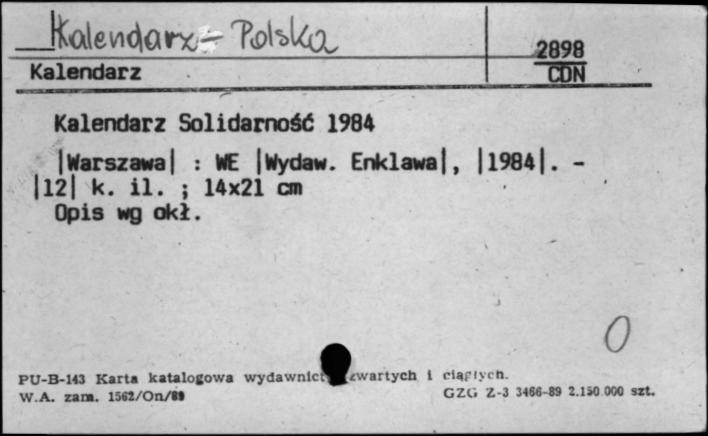 Kalendarz - Polska
2898
Kalendarz
CDN
Kalendarz Solidarność 1984
|Warszawa| : WE |Wydaw. Enklawa|, |1984|. -
|12| k. il. ; 14x21 cm
Opis wg okł.
0
PU-B-143 Karta katalogowa wydawnict zwartych i ciągłych.
W.A. zam. 1562/On/89
GZG Z-3 3466-89 2.150.000 szt.